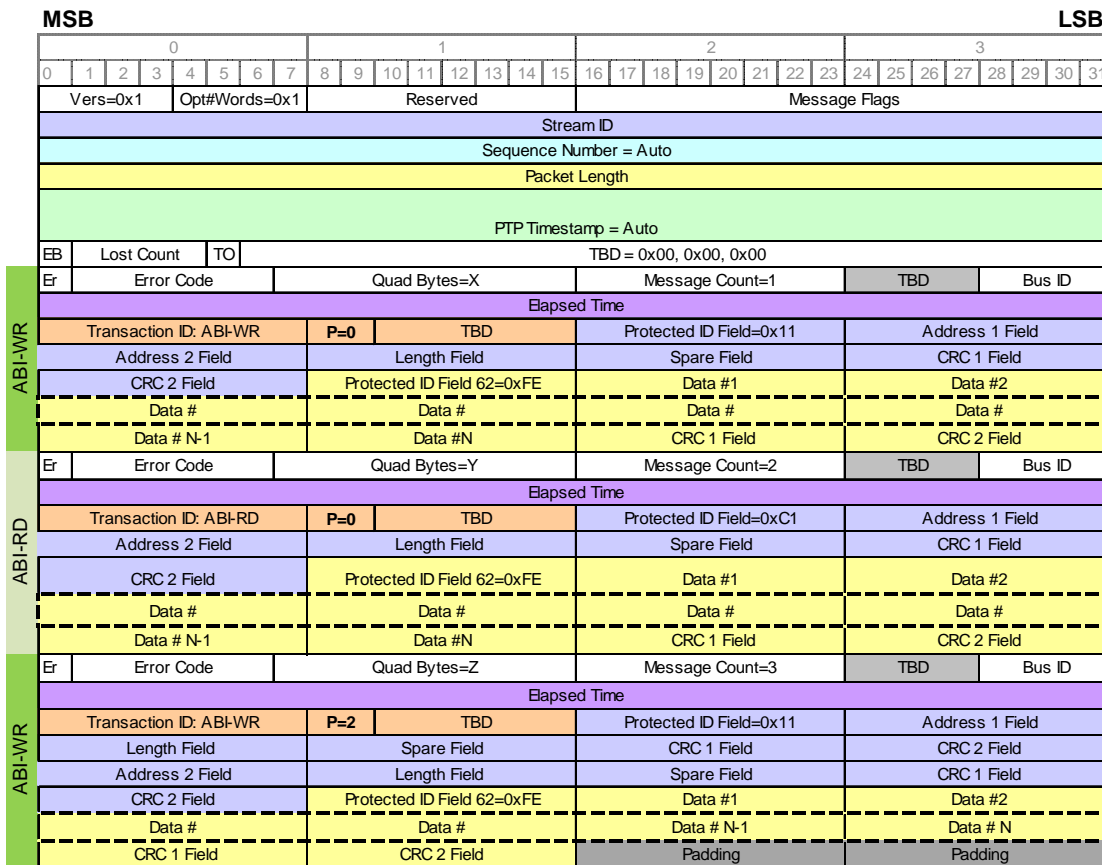 MSB LSB
0 1 2 3
0 1 2 3 4 5 6 7 8 9 10 11 12 13 14 15 16 17 18 19 20 21 22 23 24 25 26 27 28 29 30 31
Vers=0x1 Opt#Words=0x1 Reserved Message Flags
Stream ID
Sequence Number = Auto
Packet Length
PTP Timestamp = Auto
EB Lost Count TO TBD = 0x00, 0x00, 0x00
ABI-WR
Er Error Code Quad Bytes=X Message Count=1 TBD Bus ID
Elapsed Time
Transaction ID: ABI-WR P=0 TBD Protected ID Field=0x11 Address 1 Field
Address 2 Field Length Field Spare Field CRC 1 Field
CRC 2 Field Protected ID Field 62=0xFE Data #1 Data #2
Data # Data # Data # Data #
Data # N-1 Data #N CRC 1 Field CRC 2 Field
ABI-RD
Er Error Code Quad Bytes=Y Message Count=2 TBD Bus ID
Elapsed Time
Transaction ID: ABI-RD P=0 TBD Protected ID Field=0xC1 Address 1 Field
Address 2 Field Length Field Spare Field CRC 1 Field
CRC 2 Field Protected ID Field 62=0xFE Data #1 Data #2
Data # Data # Data # Data #
Data # N-1 Data #N CRC 1 Field CRC 2 Field
ABI-WR
Er Error Code Quad Bytes=Z Message Count=3 TBD Bus ID
Elapsed Time
Transaction ID: ABI-WR P=2 TBD Protected ID Field=0x11 Address 1 Field
Length Field Spare Field CRC 1 Field CRC 2 Field
Address 2 Field Length Field Spare Field CRC 1 Field
CRC 2 Field Protected ID Field 62=0xFE Data #1 Data #2
Data # Data # Data # N-1 Data # N
CRC 1 Field CRC 2 Field Padding Padding